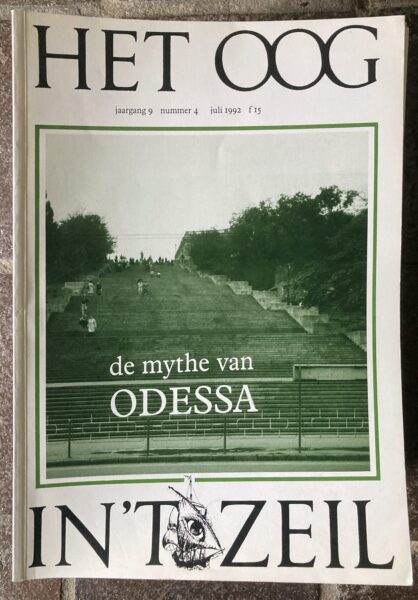 HET OOG
jaargang 9 nummer 4 juli 1992 f 15
de mythe van
ODESSA
IN'T ZEIL